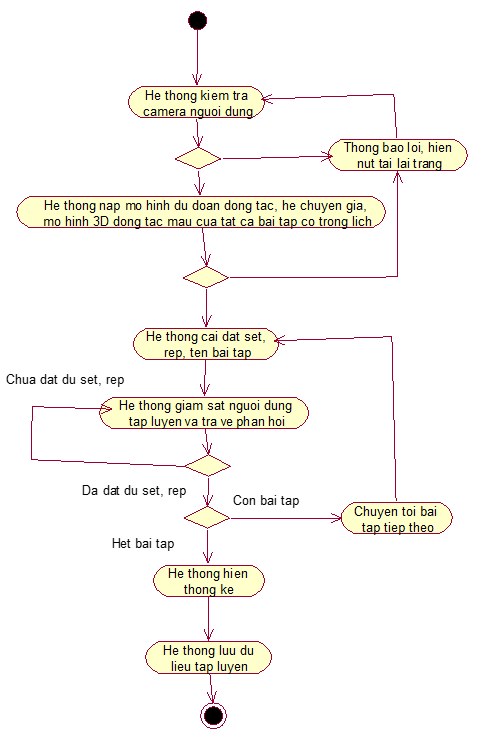 He thong kiem tra
camera nguoi dung
Thong bao loi, hien
nut tai lai trang
He thong nap mo hinh du doan dong tac, he chuyen gia,
mo hinh 3D dong tac mau cua tat ca bai tap co trong lich
He thong cai dat set,
rep, ten bai tap
Chua dat du set, rep
He thong giam sat nguoi dung
tap luyen va tra ve phan hoi
Da dat du set, rep
Con bai tap
Chuyen toi bai
tap tiep theo
Het bai tap
He thong hien
thong ke
He thong luu du
lieu tap luyen